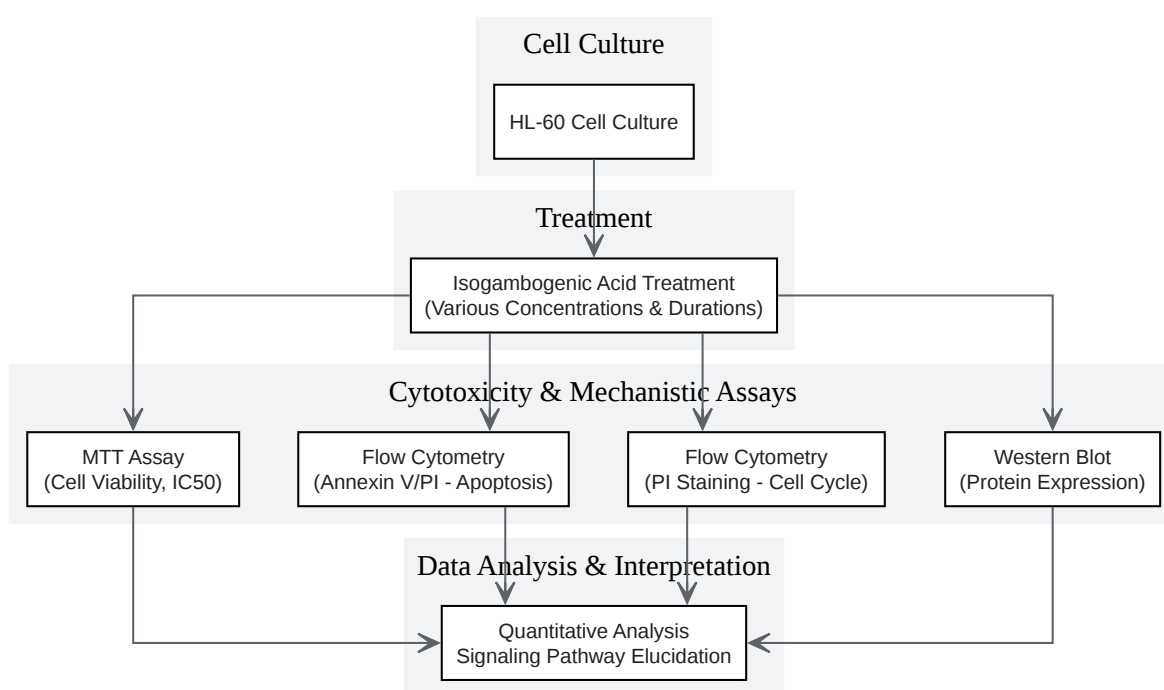 Cell Culture
HL-60 Cell Culture
Treatment
Isogambogenic Acid Treatment
(Various Concentrations & Durations)
Cytotoxicity & Mechanistic Assays
MTT Assay
(Cell Viability, IC50)
Flow Cytometry
(Annexin V/PI - Apoptosis)
Flow Cytometry
(PI Staining - Cell Cycle)
Western Blot
(Protein Expression)
Data Analysis & Interpretation
Quantitative Analysis
Signaling Pathway Elucidation